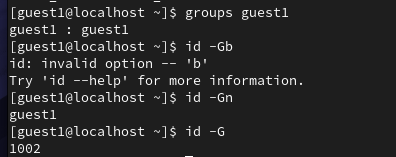 [guest1@localhost ~]$ groups guest1
guest1 : guest1
[guest1@localhost ~]$ id -Gb
id: invalid option -- 'b'
Try 'id --help' for more information.
[guest1@localhost ~]$ id -Gn
guest1
[guest1@localhost ~]$ id -G
1002